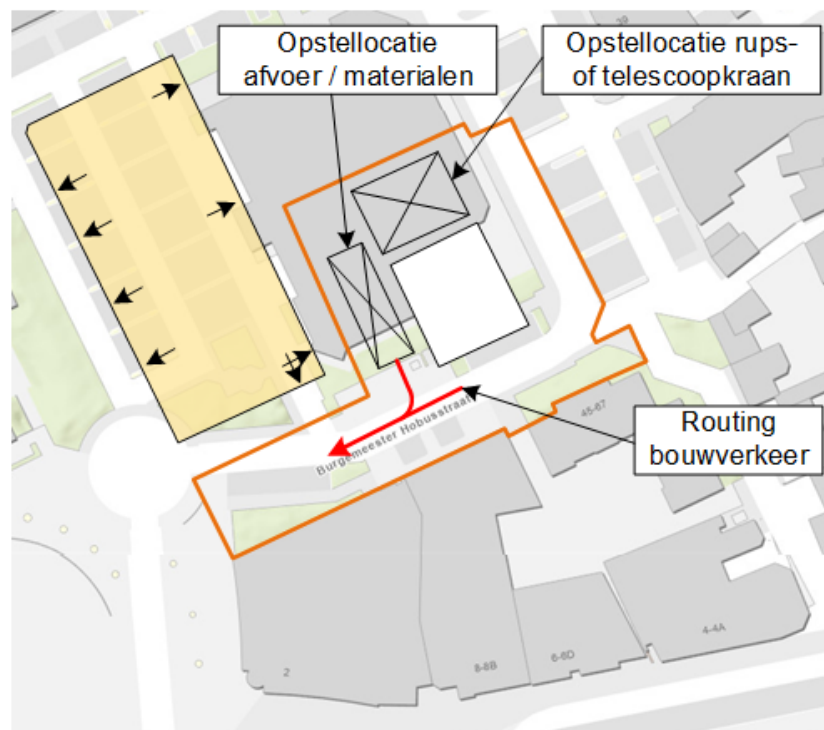 Opstellocatie
afvoer / materialen
Opstellocatie rups-
of telescoopkraan
39
45-67
Burgemeester Hobusstraat
Routing
bouwverkeer
2
8-8B
6-6D
4-4A